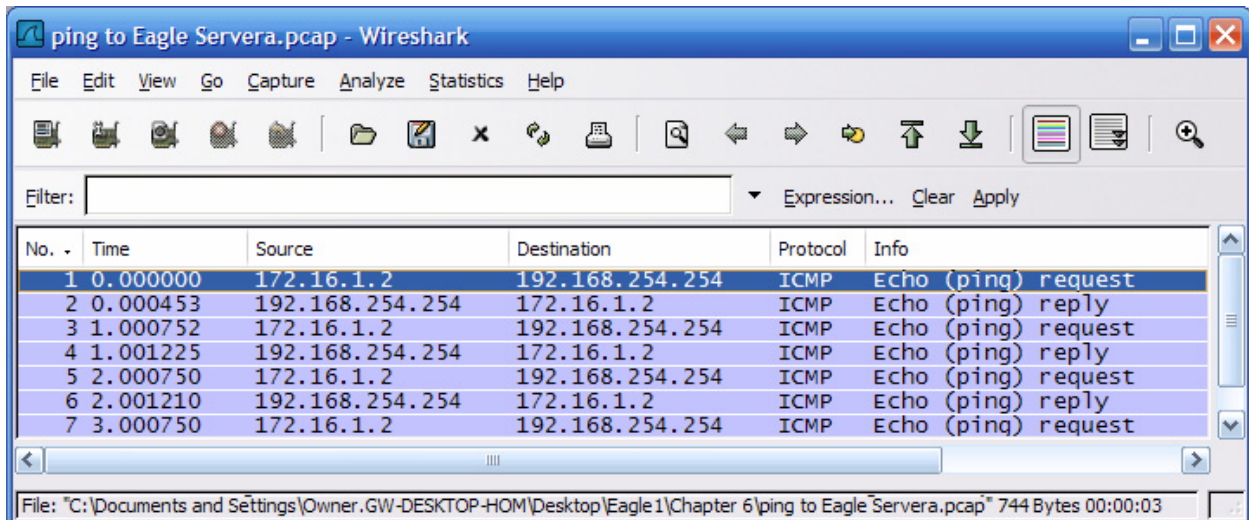 ping to Eagle Servera.pcap - Wireshark
File Edit View Go Capture Analyze Statistics Help
Filter: Expression... Clear Apply
No. Time Source Destination Protocol Info
1 0.000000 172.16.1.2 192.168.254.254 ICMP Echo (ping) request
2 0.000453 192.168.254.254 172.16.1.2 ICMP Echo (ping) reply
3 1.000752 172.16.1.2 192.168.254.254 ICMP Echo (ping) request
4 1.001225 192.168.254.254 172.16.1.2 ICMP Echo (ping) reply
5 2.000750 172.16.1.2 192.168.254.254 ICMP Echo (ping) request
6 2.001210 192.168.254.254 172.16.1.2 ICMP Echo (ping) reply
7 3.000750 172.16.1.2 192.168.254.254 ICMP Echo (ping) request
File: "C:\Documents and Settings\Owner.GW-DESKTOP-HOM\Desktop\Eagle1\Chapter 6\ping to Eagle Servera.pcap" 744 Bytes 00:00:03